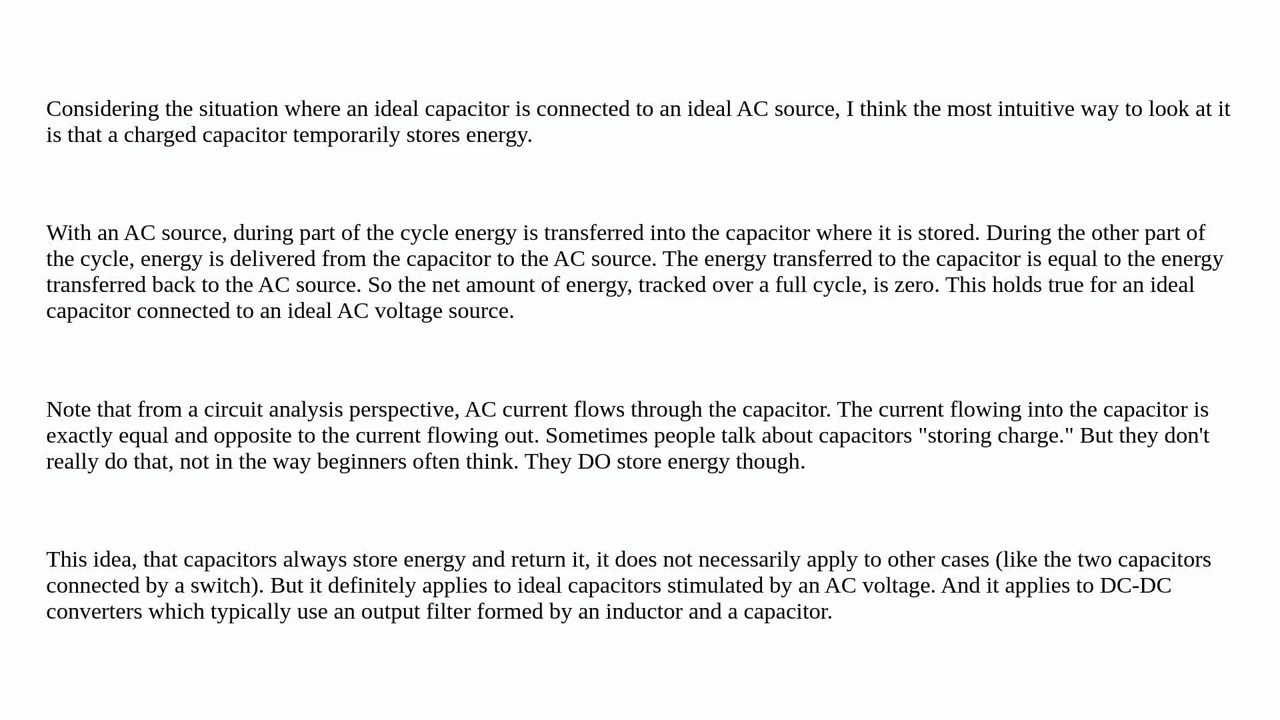 Considering the situation where an ideal capacitor is connected to an ideal AC source, I think the most intuitive way to look at it
is that a charged capacitor temporarily stores energy.
With an AC source, during part of the cycle energy is transferred into the capacitor where it is stored. During the other part of
the cycle, energy is delivered from the capacitor to the AC source. The energy transferred to the capacitor is equal to the energy
transferred back to the AC source. So the net amount of energy, tracked over a full cycle, is zero. This holds true for an ideal
capacitor connected to an ideal AC voltage source.
Note that from a circuit analysis perspective, AC current flows through the capacitor. The current flowing into the capacitor is
exactly equal and opposite to the current flowing out. Sometimes people talk about capacitors "storing charge." But they don't
really do that, not in the way beginners often think. They DO store energy though.
This idea, that capacitors always store energy and return it, it does not necessarily apply to other cases (like the two capacitors
connected by a switch). But it definitely applies to ideal capacitors stimulated by an AC voltage. And it applies to DC-DC
converters which typically use an output filter formed by an inductor and a capacitor.